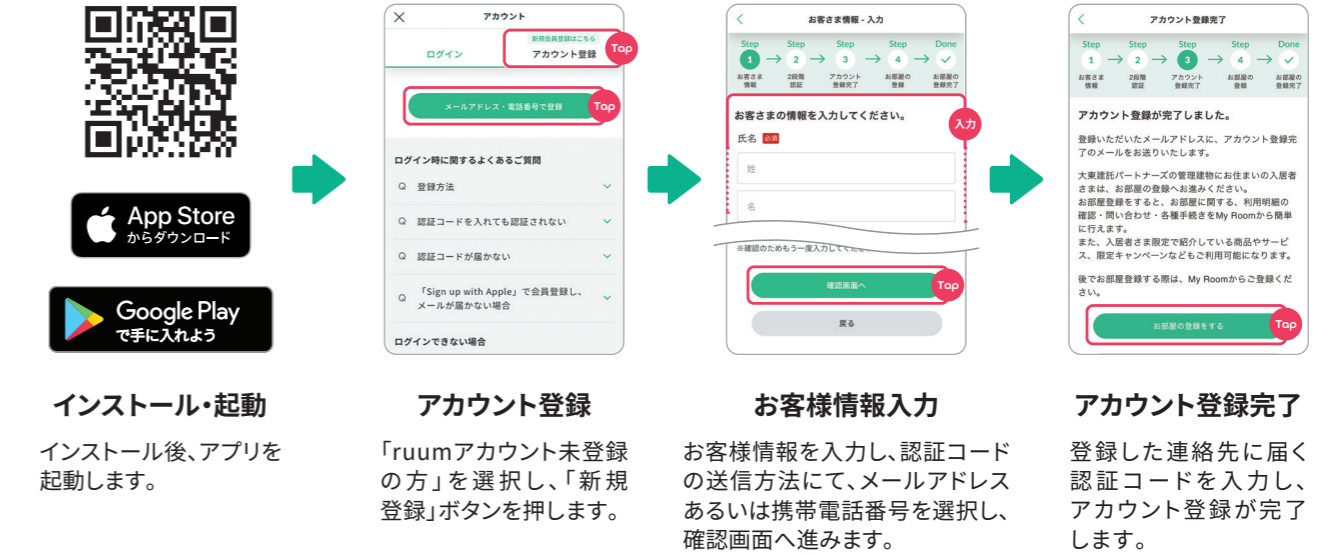 App Store
からダウンロード
Google Play
で手に入れよう
インストール・起動
インストール後、アプリを
起動します。
アカウント
新規会員登録はこちら
ログイン
アカウント登録
Tap
メールアドレス・電話番号で登録
Tap
ログイン時に関するよくあるご質問
Q 登録方法
Q 認証コードを入れても認証されない
Q 認証コードが届かない
Q 「Sign up with Apple」で会員登録し、
メールが届かない場合
ログインできない場合
アカウント登録
「ruumアカウント未登録
の方」を選択し、「新規
登録」ボタンを押します。
お客さま情報 - 入力
Step Step Step Step Done
1 → 2 → 3 → 4 →
お客さま 2段階 アカウント お部屋の お部屋の
情報 認証 登録完了 登録 登録完了
お客さまの情報を入力してください。
入力
氏名 必須
姓
名
※確認のためもう一度入力してくださ
確認画面へ
Tap
戻る
お客様情報入力
お客様情報を入力し、認証コード
の送信方法にて、メールアドレス
あるいは携帯電話番号を選択し、
確認画面へ進みます。
アカウント登録完了
Step Step Step Step Done
1 → 2 → 3 → 4 →
お客さま 2段階 アカウント お部屋の お部屋の
情報 認証 登録完了 登録 登録完了
アカウント登録が完了しました。
登録いただいたメールアドレスに、アカウント登録完
了のメールをお送りいたします。
大東建託パートナーズの管理建物にお住まいの入居者
さまは、お部屋の登録へお進みください。
お部屋登録をすると、お部屋に関する、利用明細の
確認・問い合わせ・各種手続きをMy Roomから簡単
に行えます。
また、入居者さま限定で紹介している商品やサービ
ス、限定キャンペーンなどもご利用可能になります。
後でお部屋登録する際は、My Roomからご登録くだ
さい。
お部屋の登録をする
Tap
アカウント登録完了
登録した連絡先に届く
認証コードを入力し、
アカウント登録が完了
します。